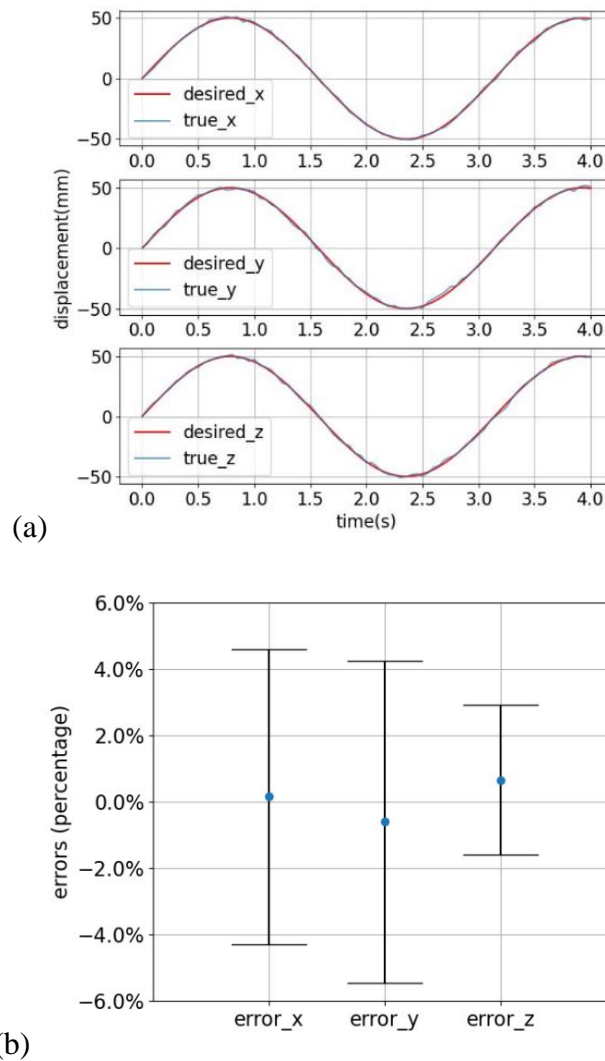 50
0
−50
desired_x
true_x
0.0 0.5 1.0 1.5 2.0 2.5 3.0 3.5 4.0
displacement(mm)
50
0
−50
desired_y
true_y
0.0 0.5 1.0 1.5 2.0 2.5 3.0 3.5 4.0
50
0
−50
desired_z
true_z
0.0 0.5 1.0 1.5 2.0 2.5 3.0 3.5 4.0
time(s)
(a)
6.0%
4.0%
2.0%
0.0%
−2.0%
−4.0%
−6.0%
errors (percentage)
error_x error_y error_z
(b)